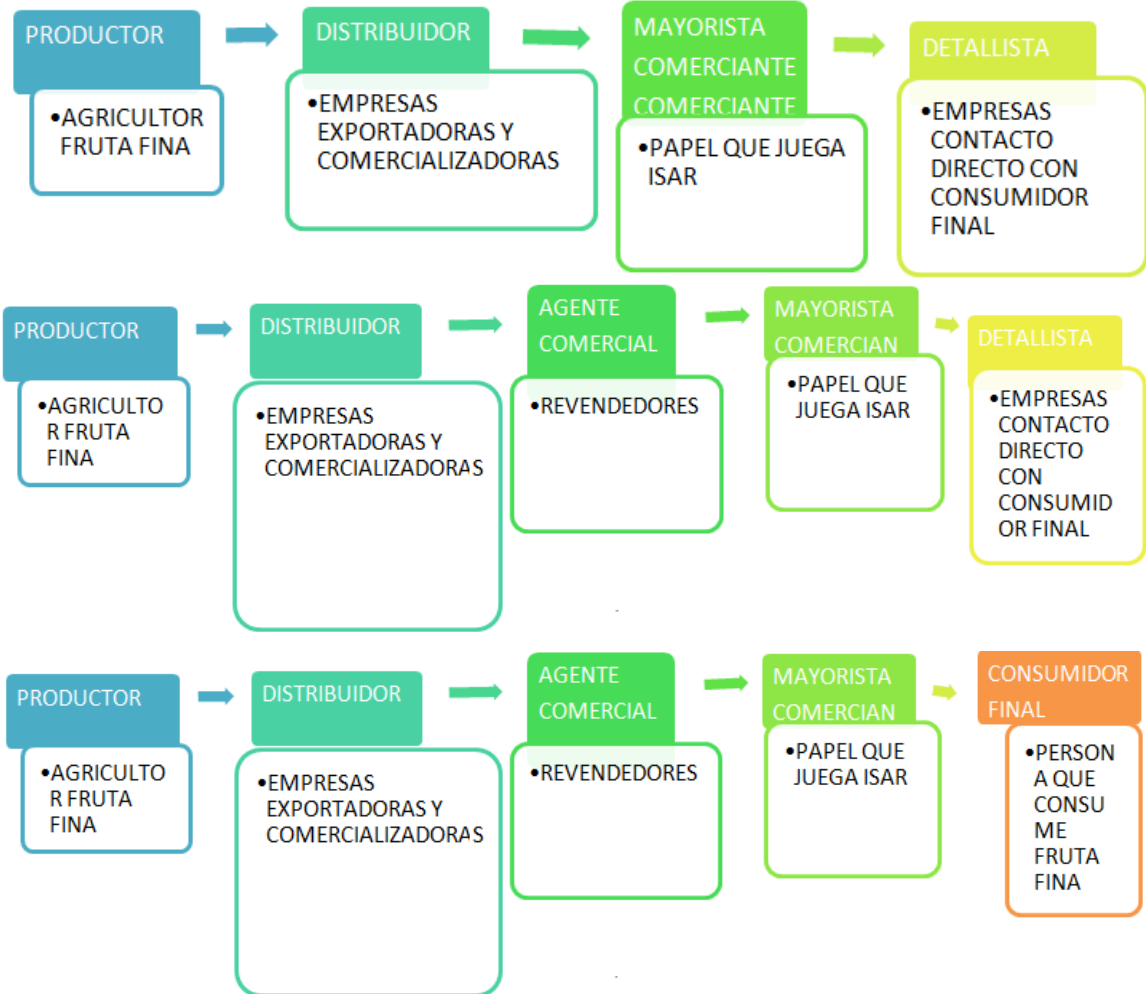 PRODUCTOR
•AGRICULTOR
FRUTA FINA
DISTRIBUIDOR
•EMPRESAS
EXPORTADORAS Y
COMERCIALIZADORAS
MAYORISTA
COMERCIANTE
COMERCIANTE
•PAPEL QUE JUEGA
ISAR
DETALLISTA
•EMPRESAS
CONTACTO
DIRECTO CON
CONSUMIDOR
FINAL
PRODUCTOR
•AGRICULTO
R FRUTA
FINA
DISTRIBUIDOR
•EMPRESAS
EXPORTADORAS Y
COMERCIALIZADORAS
AGENTE
COMERCIAL
•REVENDEDORES
MAYORISTA
COMERCIAN
•PAPEL QUE
JUEGA ISAR
DETALLISTA
•EMPRESAS
CONTACTO
DIRECTO
CON
CONSUMID
OR FINAL
PRODUCTOR
•AGRICULTO
R FRUTA
FINA
DISTRIBUIDOR
•EMPRESAS
EXPORTADORAS Y
COMERCIALIZADORAS
AGENTE
COMERCIAL
•REVENDEDORES
MAYORISTA
COMERCIAN
•PAPEL QUE
JUEGA ISAR
CONSUMIDOR
FINAL
•PERSON
A QUE
CONSU
ME
FRUTA
FINA